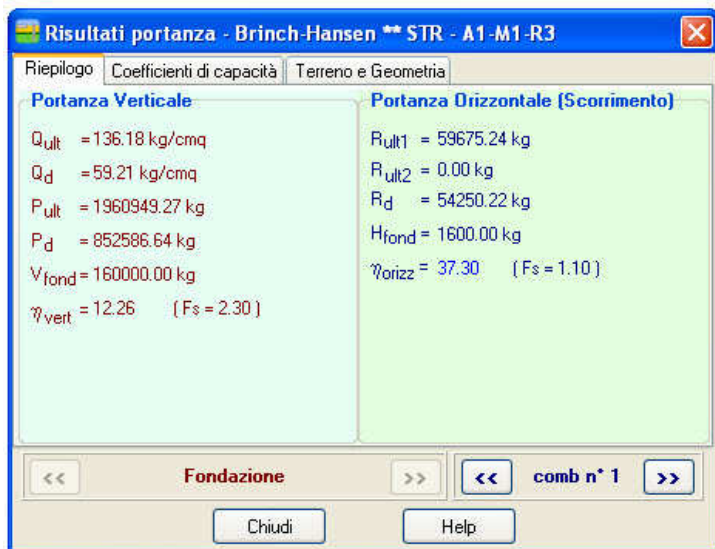 Risultati portanza - Brinch-Hansen ** STR - A1-M1-R3
Riepilogo Coefficienti di capacità Terreno e Geometria
Portanza Verticale
Qult =136.18 kg/cmq
Qd =59.21 kg/cmq
Pult =1960949.27 kg
Pd =852586.64 kg
Vfond=160000.00 kg
ηvert =12.26 (Fs = 2.30)
Portanza Orizzontale (Scorrimento)
Rult1 = 59675.24 kg
Rult2 = 0.00 kg
Rd = 54250.22 kg
Hfond = 1600.00 kg
ηorizz = 37.30 (Fs = 1.10)
<< Fondazione >> << comb n° 1 >>
Chiudi Help